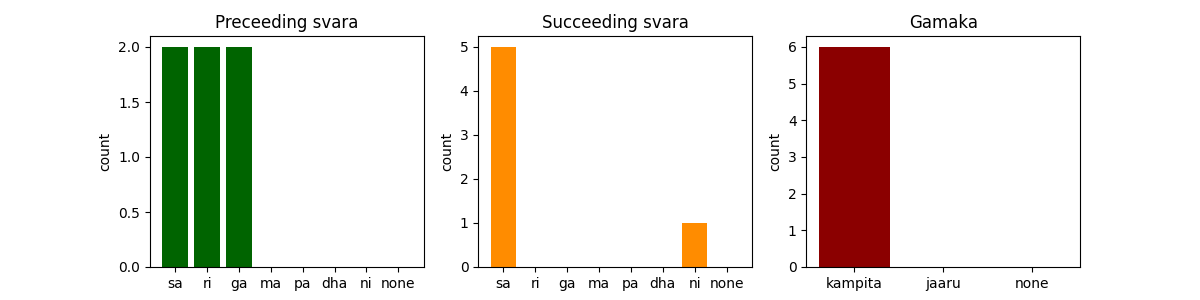 Preceeding svara
count
2.0
1.5
1.0
0.5
0.0
sa ri ga ma pa dha ni none
Succeeding svara
count
5
4
3
2
1
0
sa ri ga ma pa dha ni none
Gamaka
count
6
5
4
3
2
1
0
kampita jaaru none